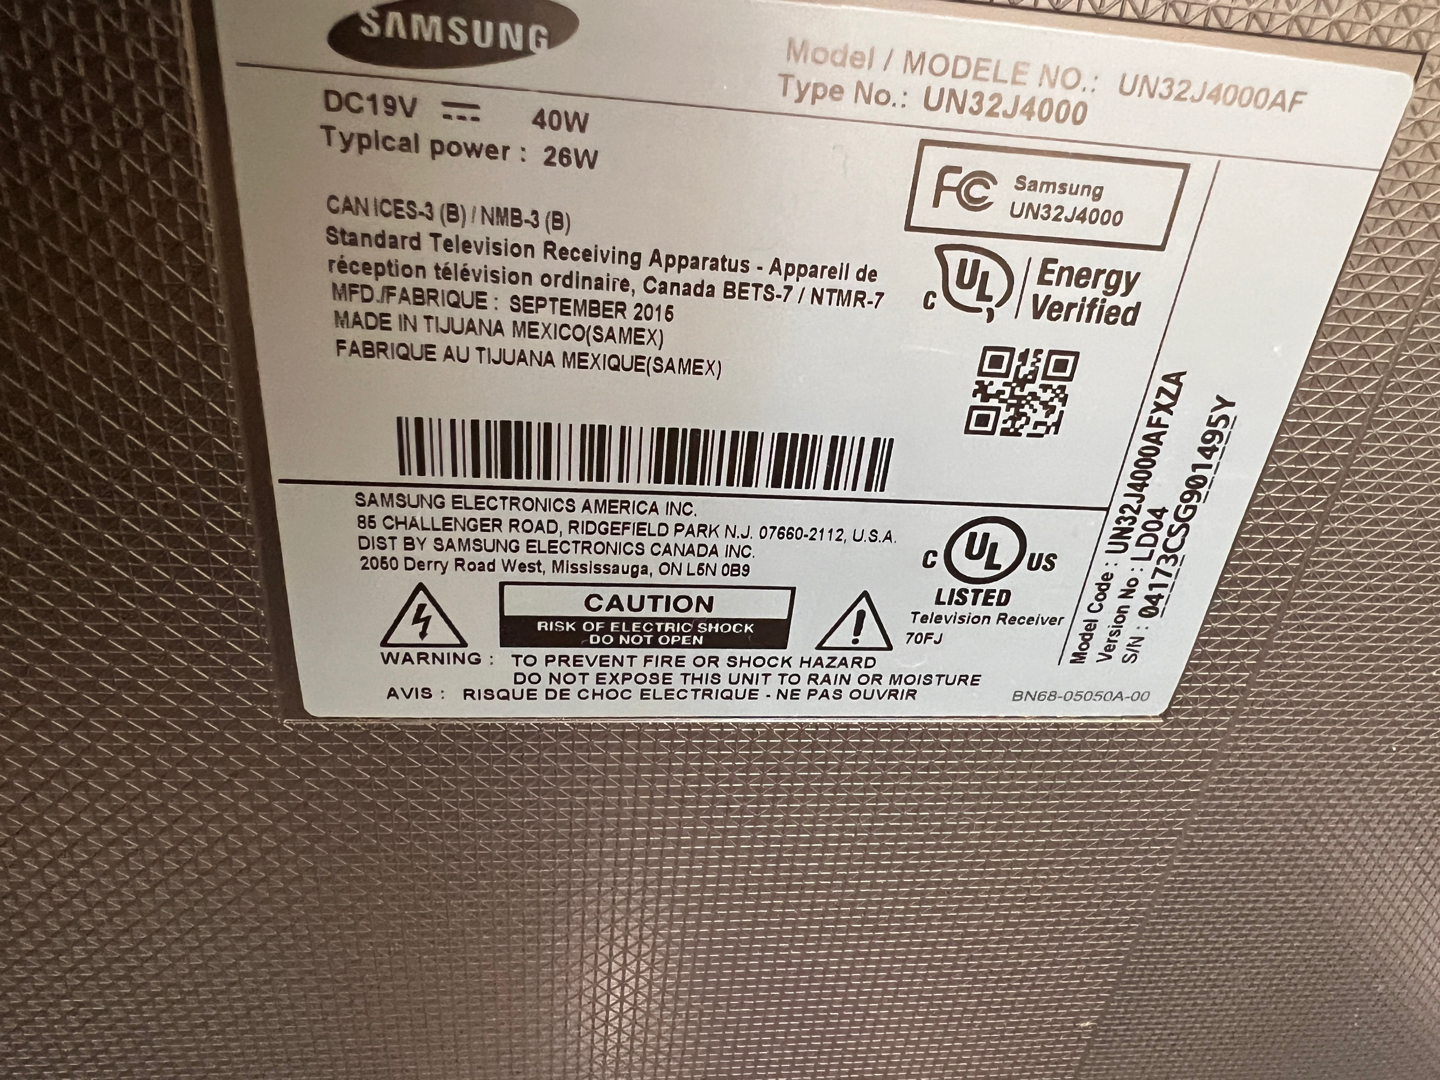 SAMSUNG
Model / MODELE NO.: UN32J4000AF
Type No.: UN32J4000
DC19V 40W
Typical power : 26W
FC Samsung
UN32J4000
CAN ICES-3 (B) / NMB-3 (B)
Standard Television Receiving Apparatus - Appareil de
réception télévision ordinaire, Canada BETS-7 / NTMR-7
MFD./FABRIQUE : SEPTEMBER 2015
MADE IN TIJUANA MEXICO(SAMEX)
FABRIQUE AU TIJUANA MEXIQUE(SAMEX)
C UL Energy
Verified
SAMSUNG ELECTRONICS AMERICA INC.
85 CHALLENGER ROAD, RIDGEFIELD PARK N.J. 07660-2112, U.S.A.
DIST BY SAMSUNG ELECTRONICS CANADA INC.
2050 Derry Road West, Mississauga, ON L5N 0B9
C UL US
LISTED
Television Receiver
70FJ
CAUTION
RISK OF ELECTRIC SHOCK
DO NOT OPEN
WARNING : TO PREVENT FIRE OR SHOCK HAZARD
DO NOT EXPOSE THIS UNIT TO RAIN OR MOISTURE
AVIS : RISQUE DE CHOC ELECTRIQUE - NE PAS OUVRIR
BN68-05050A-00
Model Code : UN32J4000AFXZA
Version No : LD04
S/N : 04173CSG901495Y